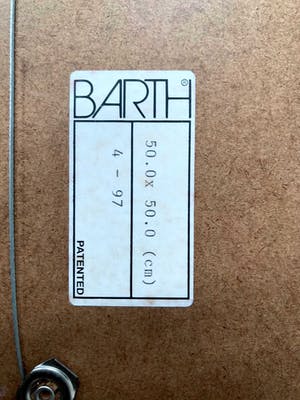 BARTH®
50.0x 50.0 (cm)
4 - 97
PATENTED